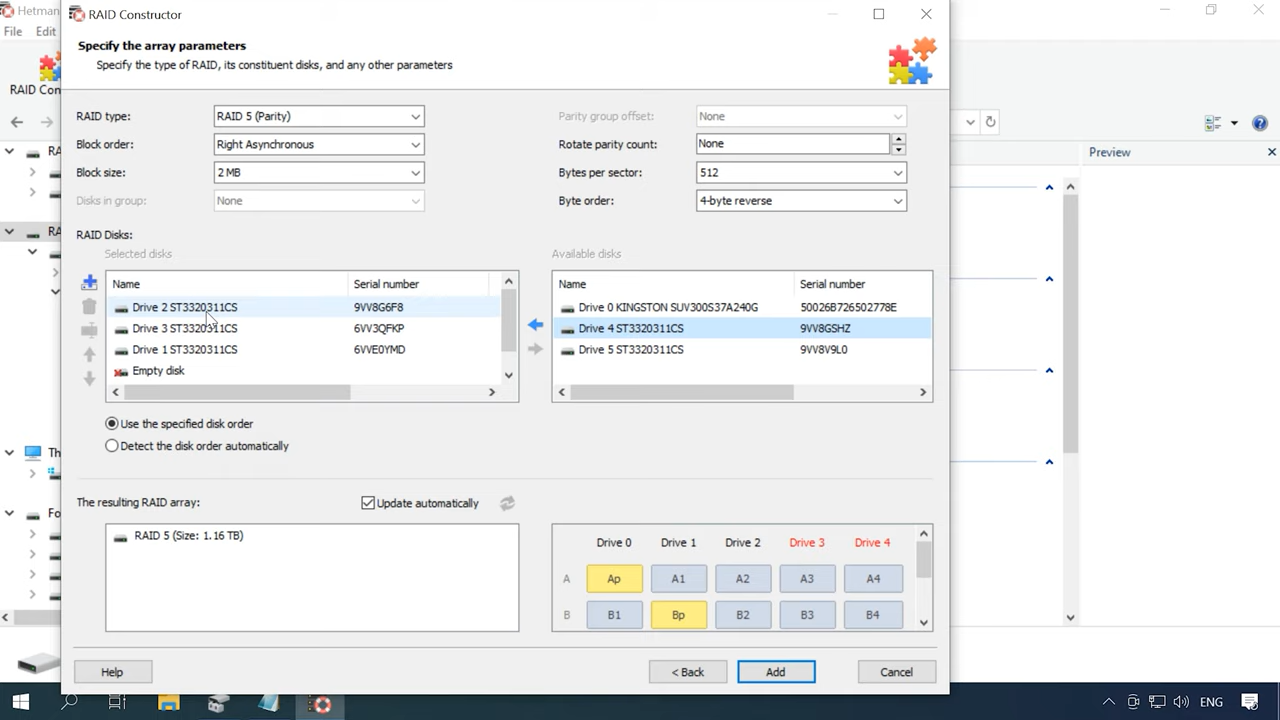 Hetman
RAID Constructor
File Edit
Specify the array parameters
Specify the type of RAID, its constituent disks, and any other parameters
RAID Cons
RAID type: RAID 5 (Parity)
Parity group offset: None
Block order: Right Asynchronous
Rotate parity count: None
Preview
Block size: 2 MB
Bytes per sector: 512
Disks in group: None
Byte order: 4-byte reverse
RAID Disks:
Selected disks
Available disks
Name Serial number
Drive 2 ST3320311CS 9VV8G6F8
Drive 3 ST3320311CS 6VV3QFKP
Drive 1 ST3320311CS 6VVE0YMD
Empty disk
Name Serial number
Drive 0 KINGSTON SUV300S37A240G 50026B726502778E
Drive 4 ST3320311CS 9VV8GSHZ
Drive 5 ST3320311CS 9VV8V9L0
Use the specified disk order
Detect the disk order automatically
The resulting RAID array:
Update automatically
RAID 5 (Size: 1.16 TB)
Drive 0 Drive 1 Drive 2 Drive 3 Drive 4
A Ap A1 A2 A3 A4
B B1 Bp B2 B3 B4
RA
RA
Th
Fo
Help
< Back
Add
Cancel
ENG